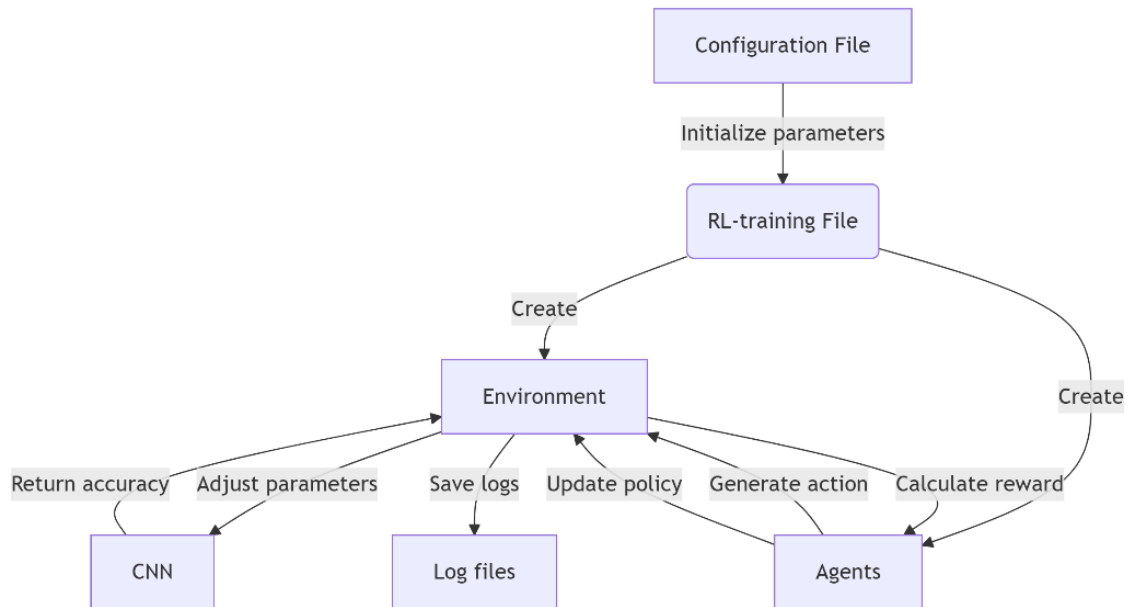 Configuration File
Initialize parameters
RL-training File
Create
Environment
Create
Return accuracy
Adjust parameters
Save logs
Update policy
Generate action
Calculate reward
CNN
Log files
Agents